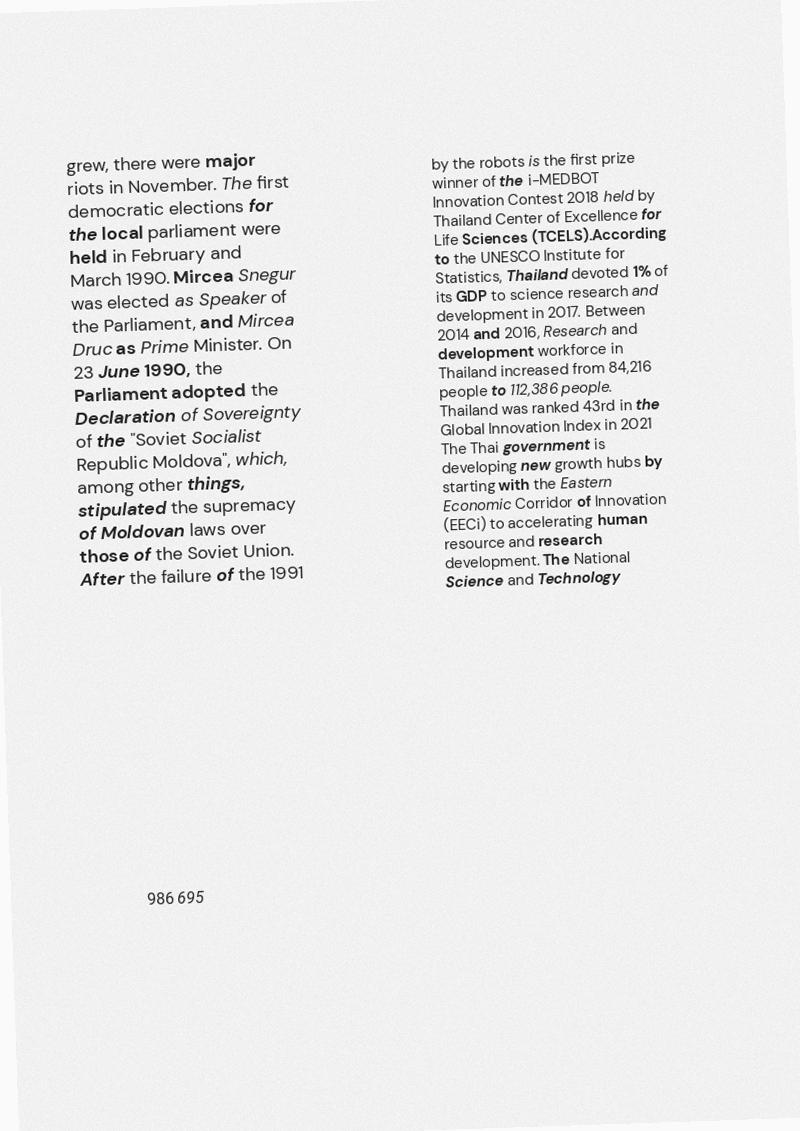 grew, there were major
riots in November. The first
democratic elections for
the local parliament were
held in February and
March 1990. Mircea Snegur
was elected as Speaker of
the Parliament, and Mircea
Druc as Prime Minister. On
23 June 1990, the
Parliament adopted the
Declaration of Sovereignty
of the "Soviet Socialist
Republic Moldova", which,
among other things,
stipulated the supremacy
of Moldovan laws over
those of the Soviet Union.
After the failure of the 1991
by the robots is the first prize
winner of the i-MEDBOT
Innovation Contest 2018 held by
Thailand Center of Excellence for
Life Sciences (TCELS).According
to the UNESCO Institute for
Statistics, Thailand devoted 1% of
its GDP to science research and
development in 2017. Between
2014 and 2016, Research and
development workforce in
Thailand increased from 84,216
people to 112,386 people.
Thailand was ranked 43rd in the
Global Innovation Index in 2021
The Thai government is
developing new growth hubs by
starting with the Eastern
Economic Corridor of Innovation
(EECi) to accelerating human
resource and research
development. The National
Science and Technology
986 695